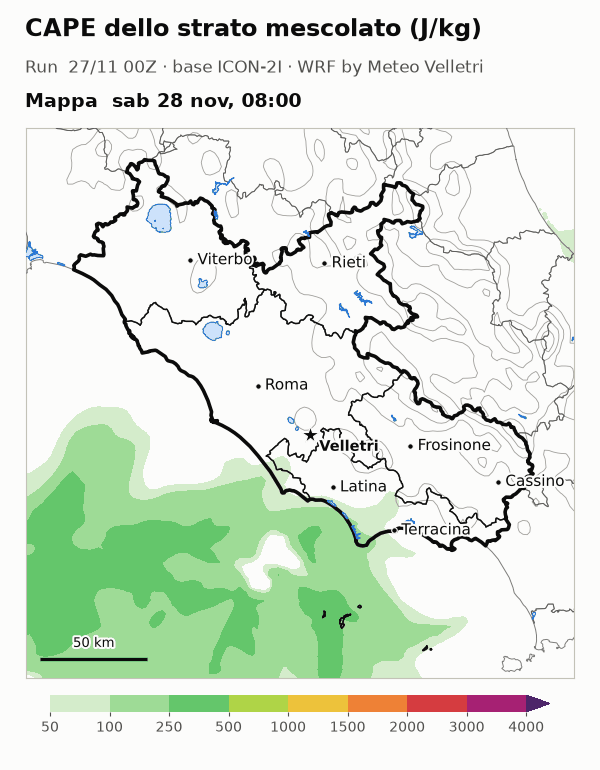 CAPE dello strato mescolato (J/kg)
Run 27/11 00Z · base ICON-2I · WRF by Meteo Velletri
Mappa sab 28 nov, 08:00
Viterbo
Rieti
Roma
Velletri
Frosinone
Latina
Cassino
Terracina
50 km
50 100 250 500 1000 1500 2000 3000 4000